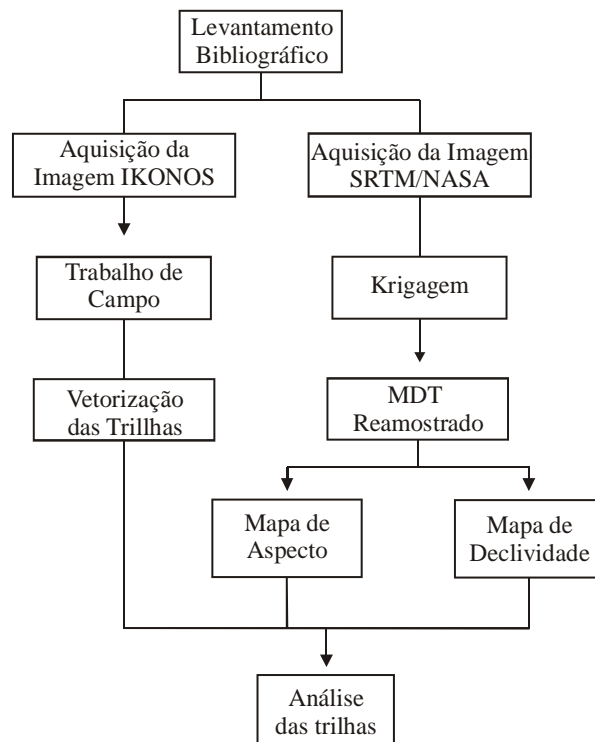 Levantamento
Bibliográfico
Aquisição da
Imagem IKONOS
Aquisição da Imagem
SRTM/NASA
Trabalho de
Campo
Krigagem
Vetorização
das Trillhas
MDT
Reamostrado
Mapa de
Aspecto
Mapa de
Declividade
Análise
das trilhas